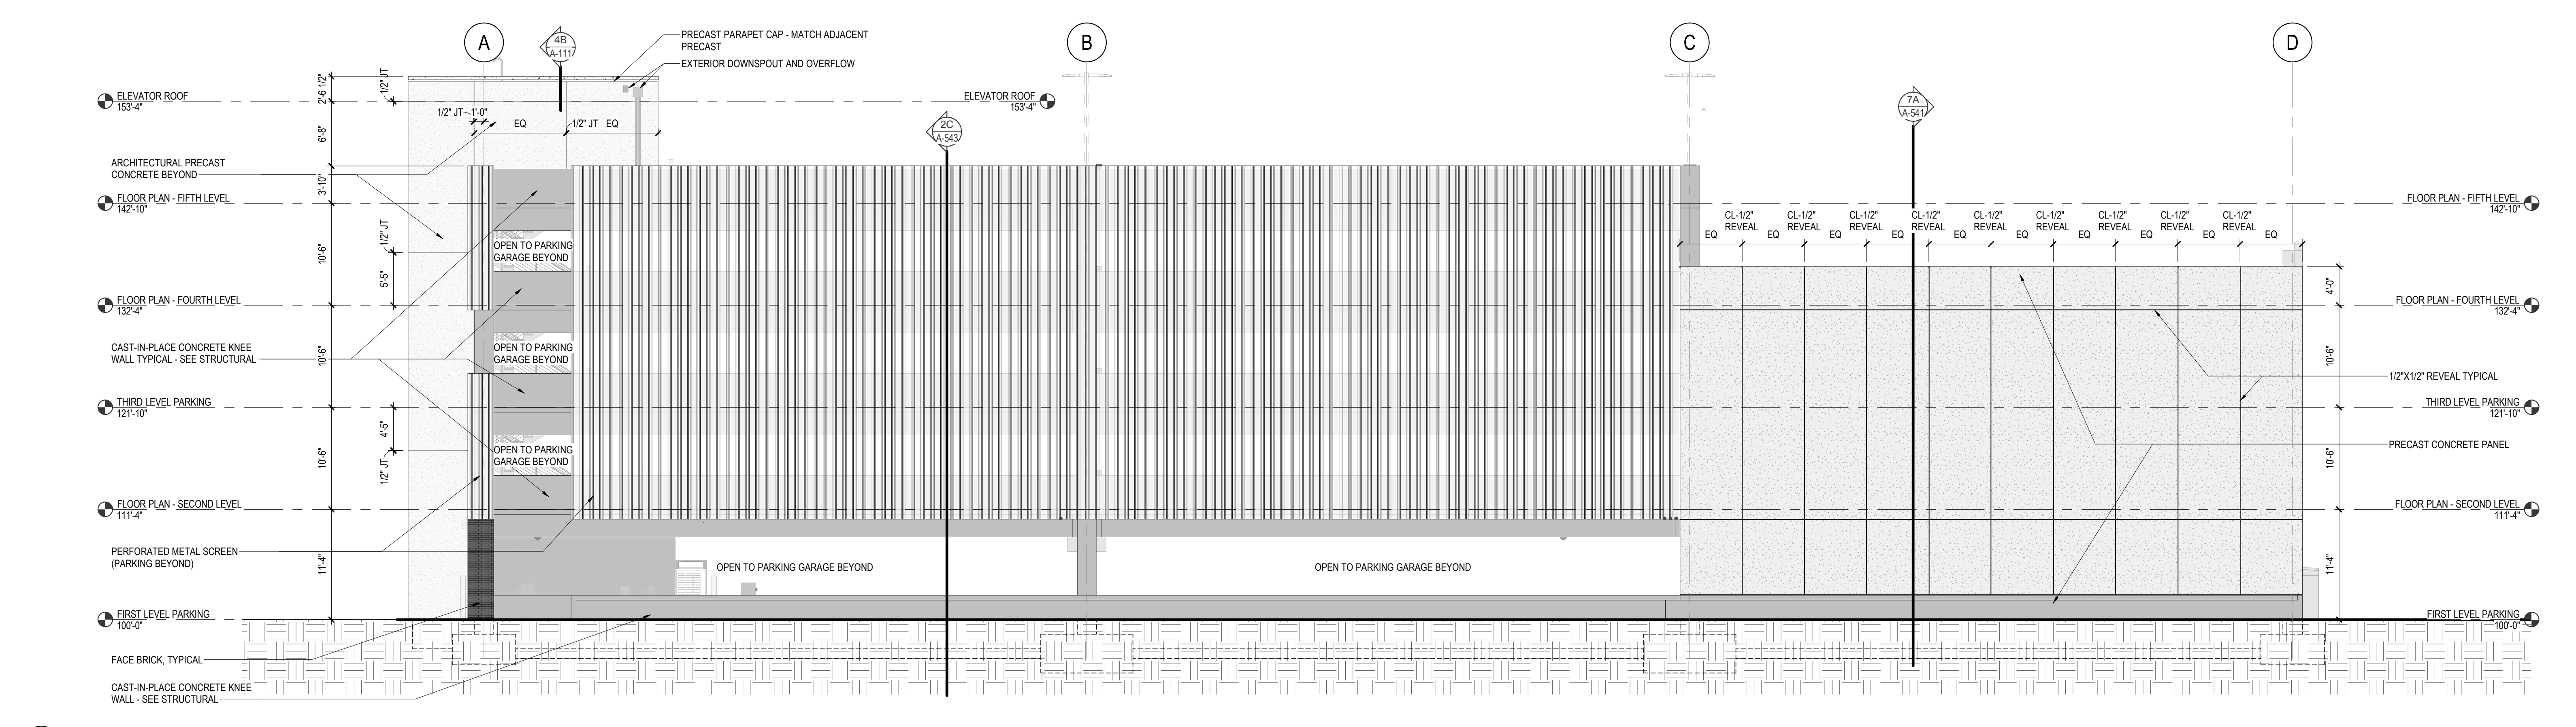 A
B
C
D
4B
A-111
PRECAST PARAPET CAP - MATCH ADJACENT
PRECAST
EXTERIOR DOWNSPOUT AND OVERFLOW
2'-6 1/2"
1/2" JT
ELEVATOR ROOF
153'-4"
ELEVATOR ROOF
153'-4"
7A
A-541
1/2" JT
1'-0"
EQ
1/2" JT
EQ
2C
A-543
6'-8"
ARCHITECTURAL PRECAST
CONCRETE BEYOND
3'-10"
FLOOR PLAN - FIFTH LEVEL
142'-10"
FLOOR PLAN - FIFTH LEVEL
142'-10"
CL-1/2"
REVEAL
CL-1/2"
REVEAL
CL-1/2"
REVEAL
CL-1/2"
REVEAL
CL-1/2"
REVEAL
CL-1/2"
REVEAL
CL-1/2"
REVEAL
CL-1/2"
REVEAL
CL-1/2"
REVEAL
EQ
EQ
EQ
EQ
EQ
EQ
EQ
EQ
EQ
EQ
1/2" JT
OPEN TO PARKING
GARAGE BEYOND
10'-6"
5'-5"
4'-0"
FLOOR PLAN - FOURTH LEVEL
132'-4"
FLOOR PLAN - FOURTH LEVEL
132'-4"
CAST-IN-PLACE CONCRETE KNEE
WALL TYPICAL - SEE STRUCTURAL
10'-6"
OPEN TO PARKING
GARAGE BEYOND
10'-6"
1/2"X1/2" REVEAL TYPICAL
THIRD LEVEL PARKING
121'-10"
THIRD LEVEL PARKING
121'-10"
4'-5"
PRECAST CONCRETE PANEL
10'-6"
1/2" JT
OPEN TO PARKING
GARAGE BEYOND
10'-6"
FLOOR PLAN - SECOND LEVEL
111'-4"
FLOOR PLAN - SECOND LEVEL
111'-4"
PERFORATED METAL SCREEN
(PARKING BEYOND)
11'-4"
OPEN TO PARKING GARAGE BEYOND
OPEN TO PARKING GARAGE BEYOND
11'-4"
FIRST LEVEL PARKING
100'-0"
FIRST LEVEL PARKING
100'-0"
FACE BRICK, TYPICAL
CAST-IN-PLACE CONCRETE KNEE
WALL - SEE STRUCTURAL